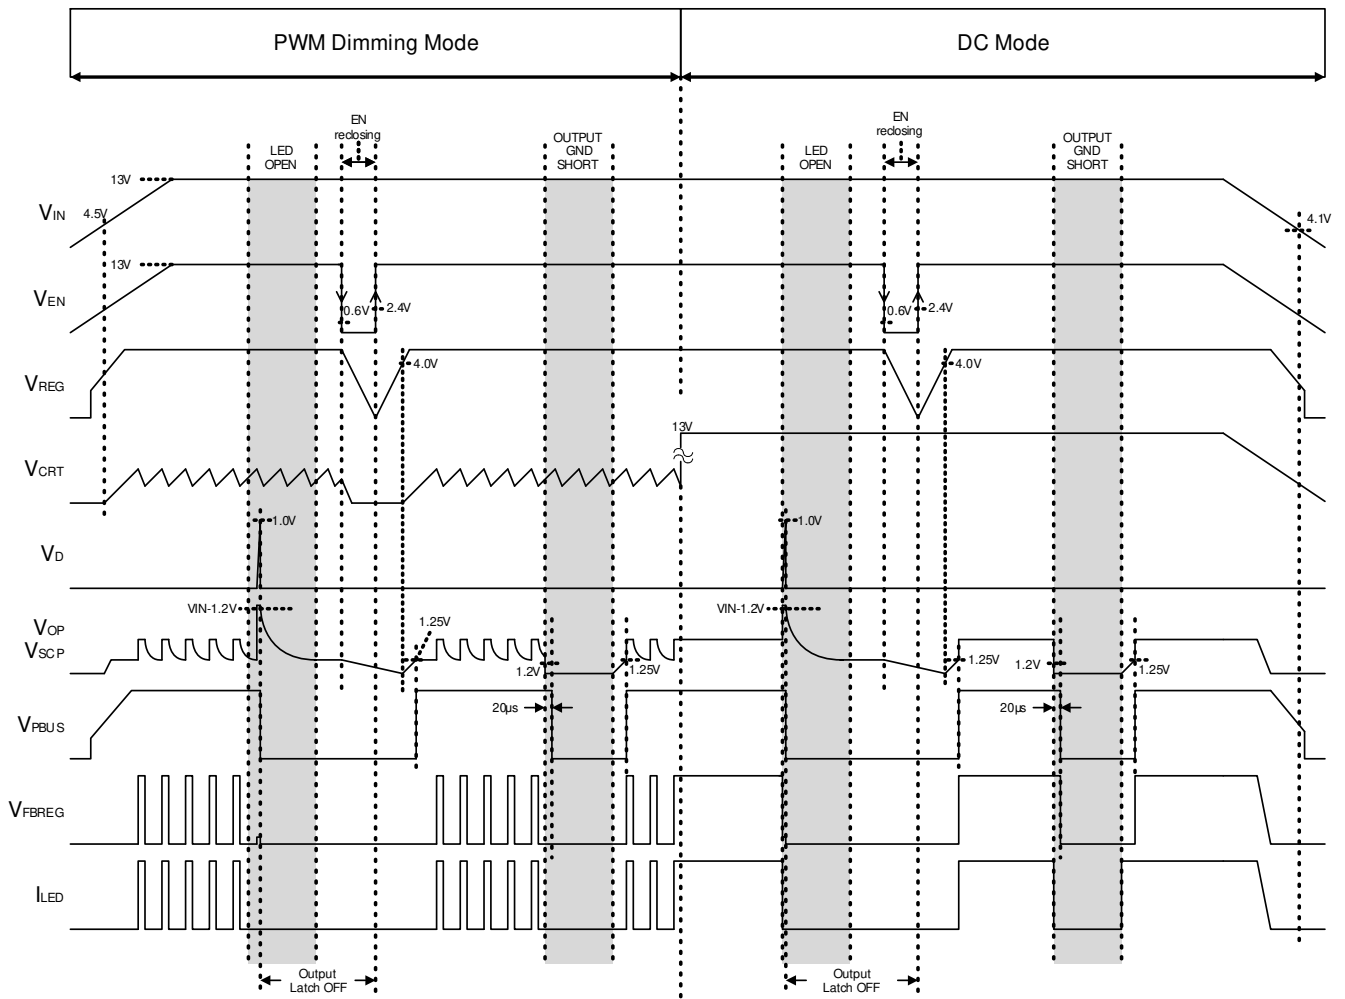 PWM Dimming Mode
DC Mode
EN
reclosing
EN
reclosing
LED
OPEN
OUTPUT
GND
SHORT
LED
OPEN
OUTPUT
GND
SHORT
VIN
13V
4.5V
4.1V
VEN
13V
0.6V
2.4V
0.6V
2.4V
VREG
4.0V
4.0V
VCRT
13V
VD
1.0V
1.0V
VOP
VSCP
VIN-1.2V
1.25V
1.2V
1.25V
VIN-1.2V
1.25V
1.2V
1.25V
VPBUS
20µs
20µs
VFBREG
ILED
Output
Latch OFF
Output
Latch OFF